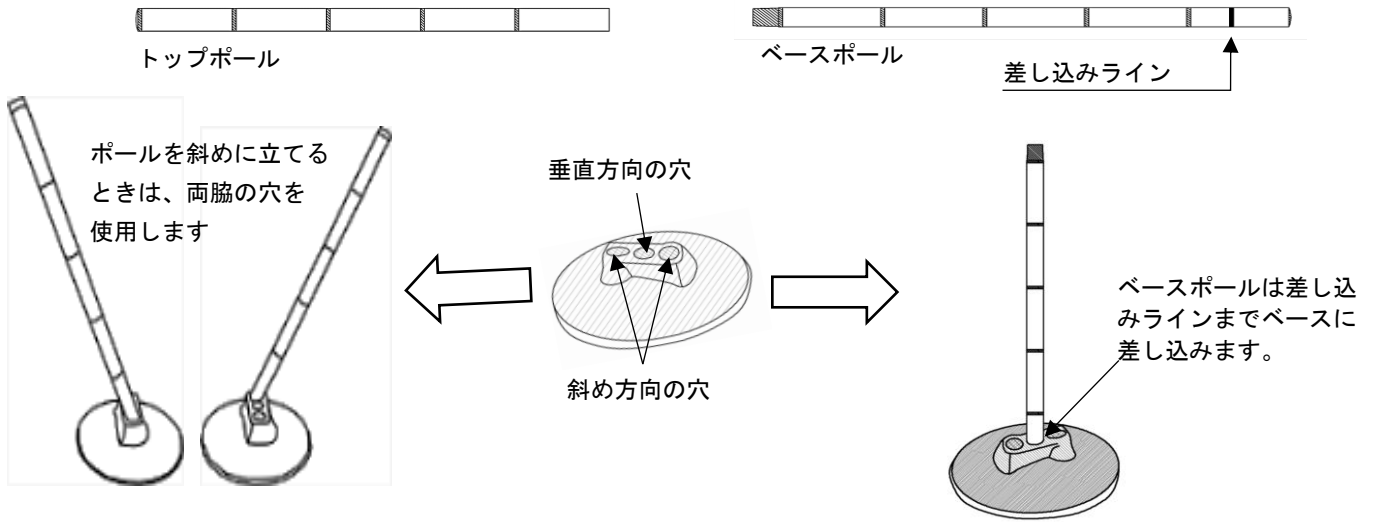 トップポール
ベースポール
差し込みライン
ポールを斜めに立てる
ときは、両脇の穴を
使用します
垂直方向の穴
斜め方向の穴
ベースポールは差し込
みラインまでベースに
差し込みます。